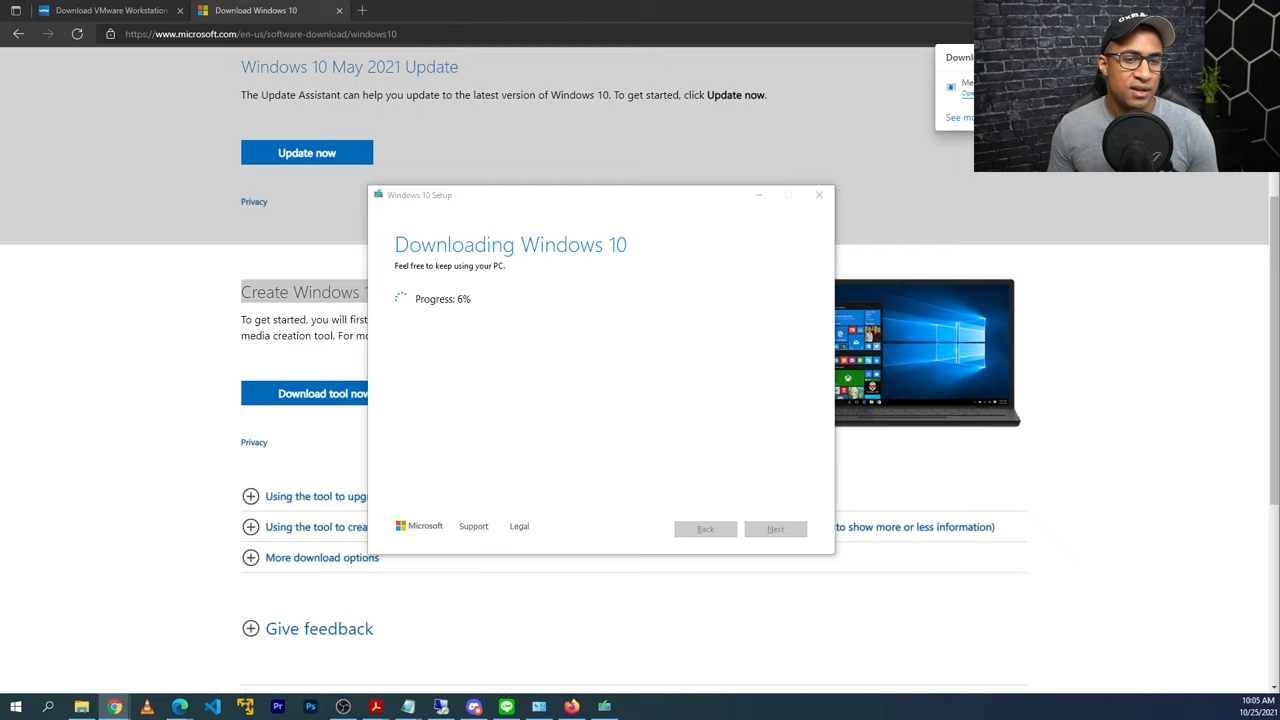 Download VMware Workstation
Download Windows 10
https://www.microsoft.com/en-us/software-download/windows10
Windows 10 May 2021 Update
The Update Assistant can help you update to the latest version of Windows 10. To get started, click Update now.
Update now
Privacy
Downl
Me
Ope
See mo
Windows 10 Setup
Downloading Windows 10
Feel free to keep using your PC.
Progress: 6%
Microsoft
Support
Legal
Back
Next
Create Windows 1
To get started, you will first
media creation tool. For mo
Download tool now
Privacy
Using the tool to upg
Using the tool to crea
to show more or less information)
More download options
Give feedback
10:05 AM
10/25/2021